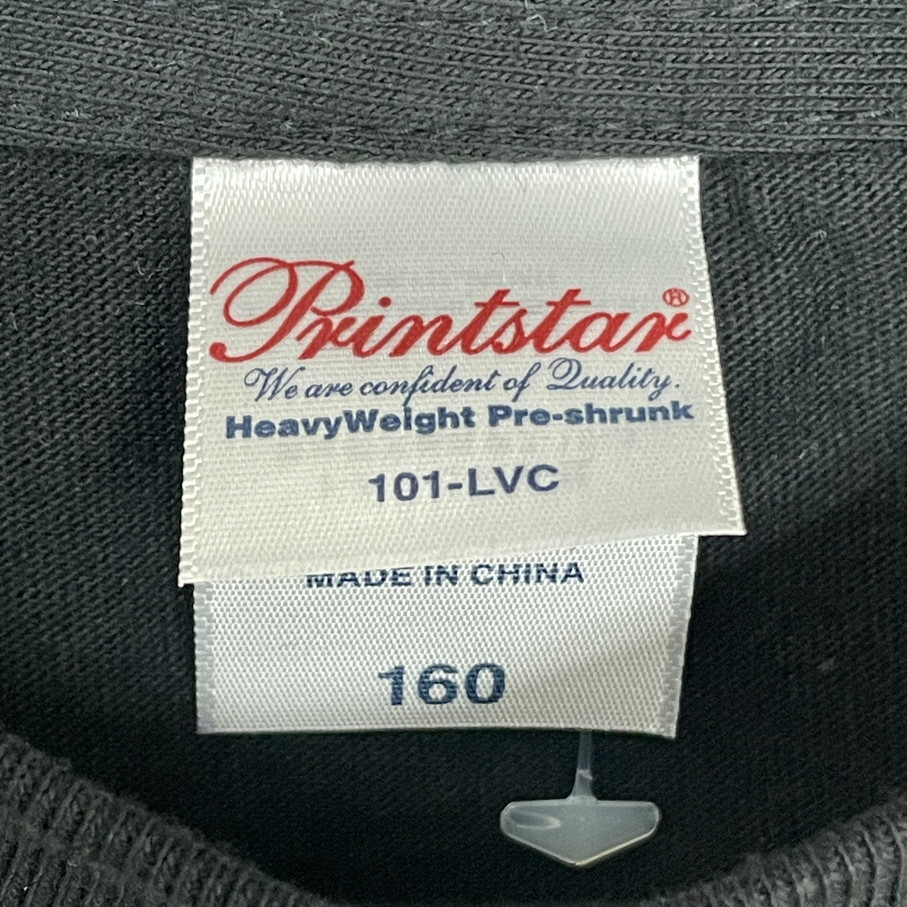 Printstar®
We are confident of Quality.
HeavyWeight Pre-shrunk
101-LVC
MADE IN CHINA
160